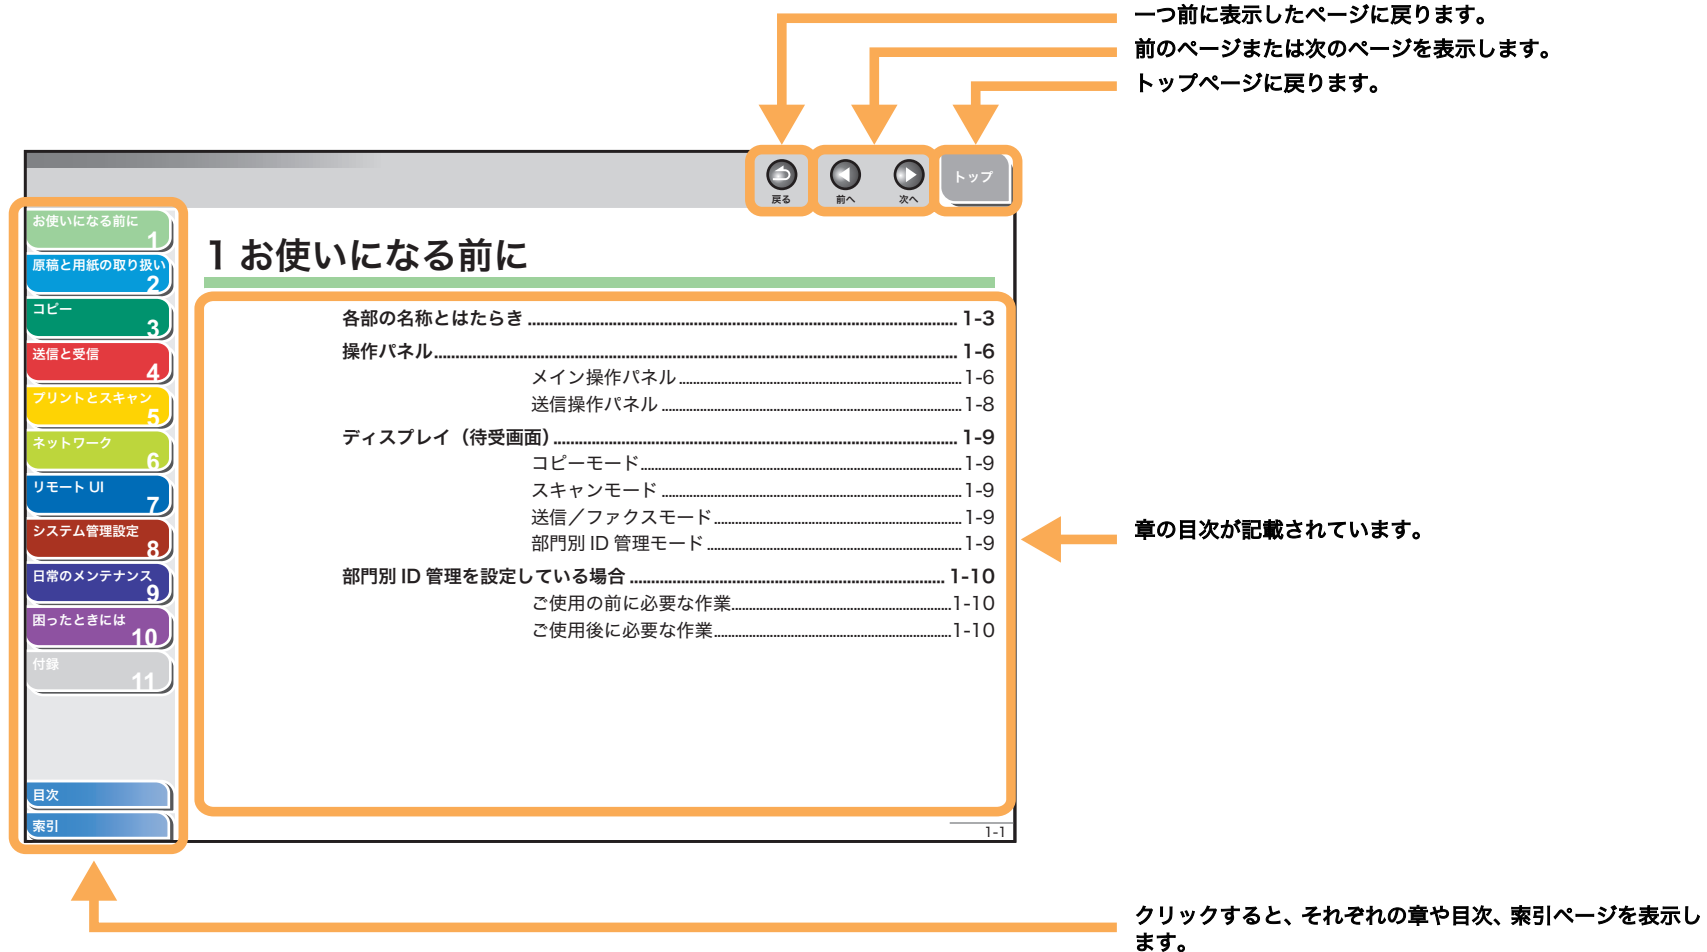 一つ前に表示したページに戻ります。
前のページまたは次のページを表示します。
トップページに戻ります。
戻る
前へ
次へ
トップ
お使いになる前に
1
原稿と用紙の取り扱い
2
コピー
3
送信と受信
4
プリントとスキャン
5
ネットワーク
6
リモート UI
7
システム管理設定
8
日常のメンテナンス
9
困ったときには
10
付録
11
目次
索引
1 お使いになる前に
各部の名称とはたらき ........ 1-3
操作パネル ........ 1-6
メイン操作パネル ........ 1-6
送信操作パネル ........ 1-8
ディスプレイ（待受画面） ........ 1-9
コピーモード ........ 1-9
スキャンモード ........ 1-9
送信／ファクスモード ........ 1-9
部門別 ID 管理モード ........ 1-9
部門別 ID 管理を設定している場合 ........ 1-10
ご使用の前に必要な作業 ........ 1-10
ご使用後に必要な作業 ........ 1-10
1-1
章の目次が記載されています。
クリックすると、それぞれの章や目次、索引ページを表示し
ます。